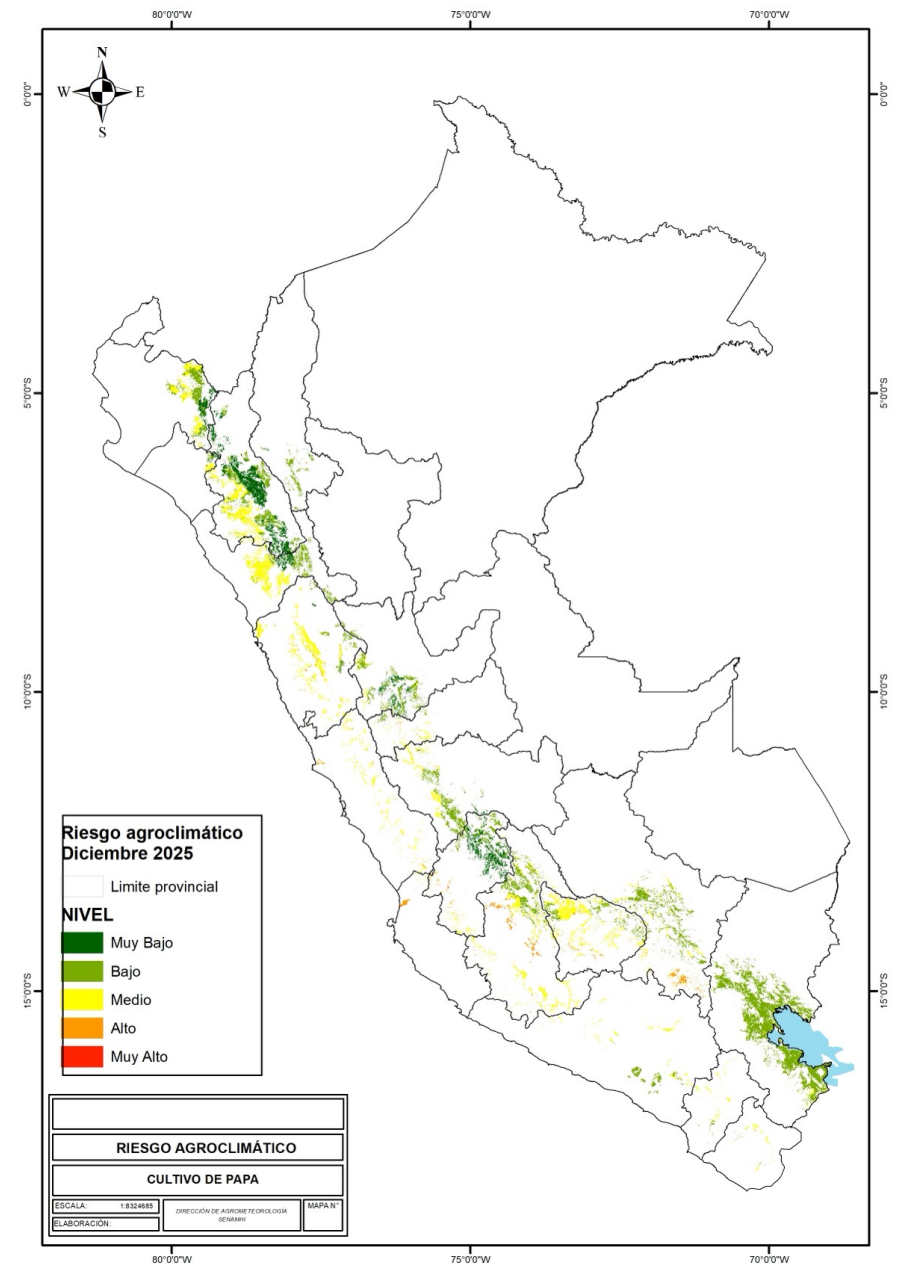 80°0'0"W 75°0'0"W 70°0'0"W
N
W E
S
0°0'0" 0°0'0"
5°0'0"S 5°0'0"S
10°0'0"S 10°0'0"S
15°0'0"S 15°0'0"S
Riesgo agroclimático
Diciembre 2025
Limite provincial
NIVEL
Muy Bajo
Bajo
Medio
Alto
Muy Alto
RIESGO AGROCLIMÁTICO
CULTIVO DE PAPA
ESCALA: 1:8324685
ELABORACIÓN:
DIRECCIÓN DE AGROMETEOROLOGÍA
SENAMHI
MAPA N°
80°0'0"W 75°0'0"W 70°0'0"W